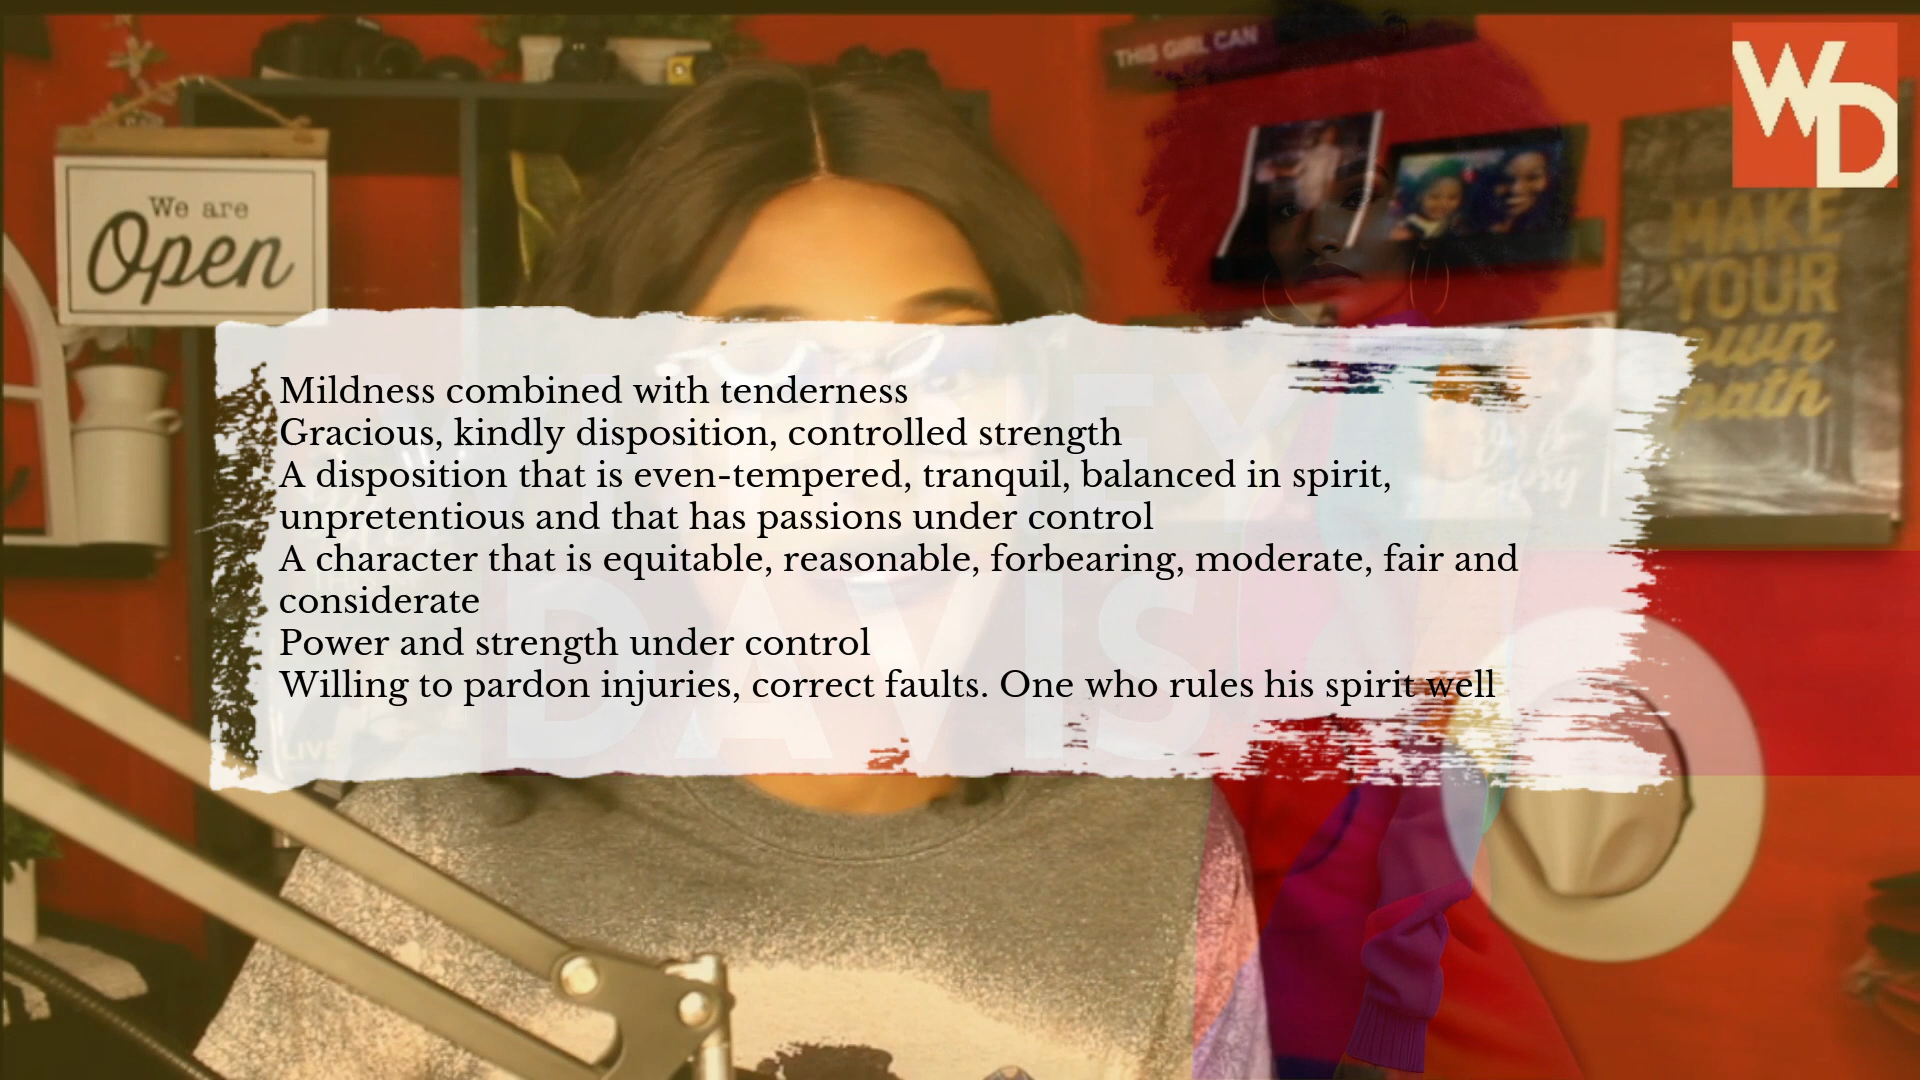 THIS GIRL CAN
WD
We are
Open
MAKE
YOUR
own
path
Mildness combined with tenderness
Gracious, kindly disposition, controlled strength
A disposition that is even-tempered, tranquil, balanced in spirit,
unpretentious and that has passions under control
A character that is equitable, reasonable, forbearing, moderate, fair and
considerate
Power and strength under control
Willing to pardon injuries, correct faults. One who rules his spirit well
DAVIS
LIVE